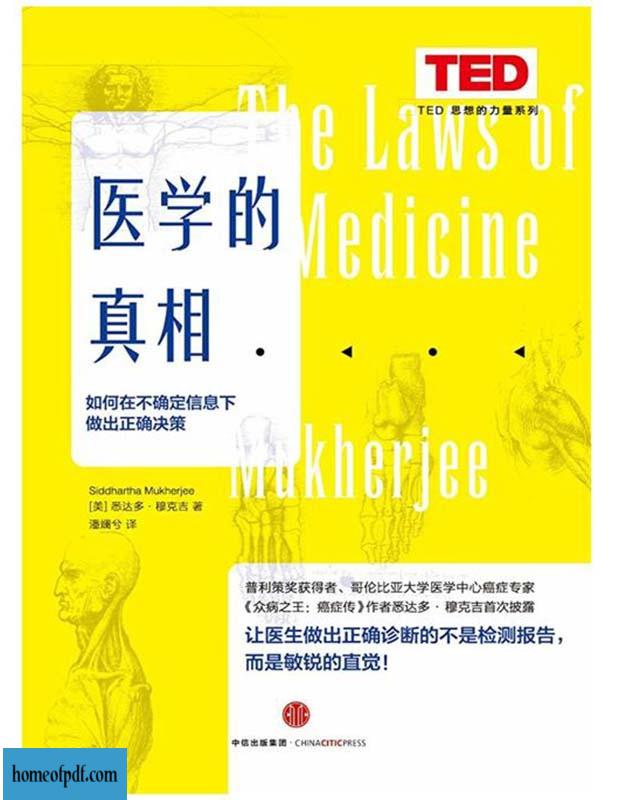 TED
TED 思想的力量系列
The Laws of
Medicine
医学的
真相
如何在不确定信息下
做出正确决策
Mukherjee
Siddhartha Mukherjee
[美] 悉达多·穆克吉 著
潘斓兮 译
普利策奖获得者、哥伦比亚大学医学中心癌症专家
《众病之王：癌症传》作者悉达多·穆克吉首次披露
让医生做出正确诊断的不是检测报告，
而是敏锐的直觉！
中信出版集团·CHINACITICPRESS
homeofpdf.com